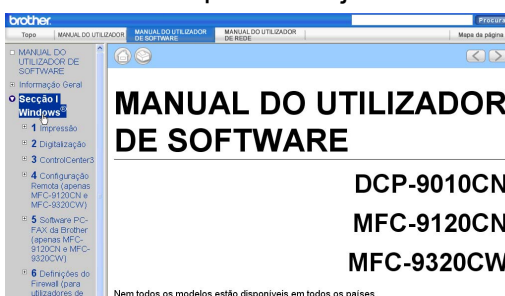 brother
Procura
Topo
MANUAL DO UTILIZADOR
MANUAL DO UTILIZADOR
DE SOFTWARE
MANUAL DO UTILIZADOR
DE REDE
Mapa da página
MANUAL DO
UTILIZADOR DE
SOFTWARE
Informação Geral
Secção I
Windows®
1 Impressão
2 Digitalização
3 ControlCenter3
4 Configuração
Remota (apenas
MFC-9120CN e
MFC-9320CW)
5 Software PC-
FAX da Brother
(apenas MFC-
9120CN e MFC-
9320CW)
6 Definições do
Firewall (para
utilizadores de
MANUAL DO UTILIZADOR
DE SOFTWARE
DCP-9010CN
MFC-9120CN
MFC-9320CW
Nem todos os modelos estão disponíveis em todos os países.